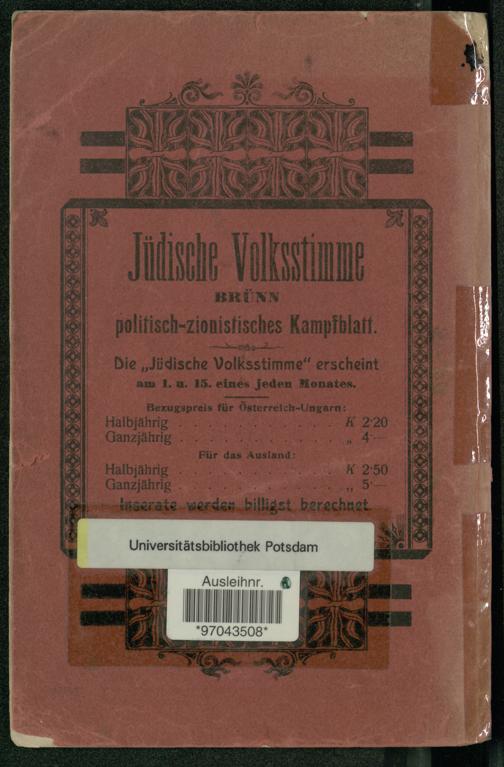 Jüdische Volksstimme
BRÜNN
politisch-zionistisches Kampfblatt.
Die „Jüdische Volksstimme" erscheint
am 1. u. 15. eines jeden Monates.
Bezugspreis für Österreich-Ungarn:
Halbjährig . . . . . . . . . . . K 2·20
Ganzjährig . . . . . . . . . . . „ 4·—
Für das Ausland:
Halbjährig . . . . . . . . . . . K 2·50
Ganzjährig . . . . . . . . . . . „ 5·—
Inserate werden billigst berechnet
Universitätsbibliothek Potsdam
Ausleihnr.
*97043508*